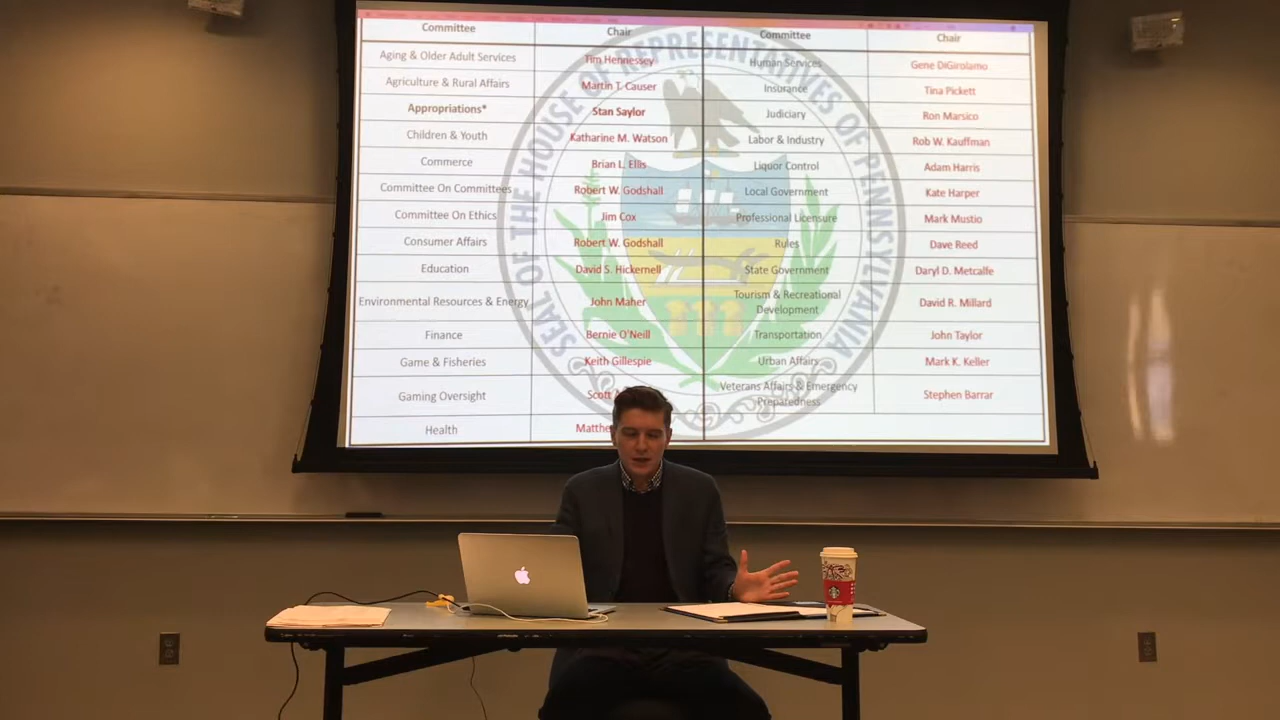 Committee Chair Committee Chair
Aging & Older Adult Services Tim Hennessey Human Services Gene DiGirolamo
Agriculture & Rural Affairs Martin T. Causer Insurance Tina Pickett
Appropriations* Stan Saylor Judiciary Ron Marsico
Children & Youth Katharine M. Watson Labor & Industry Rob W. Kauffman
Commerce Brian L. Ellis Liquor Control Adam Harris
Committee On Committees Robert W. Godshall Local Government Kate Harper
Committee On Ethics Jim Cox Professional Licensure Mark Mustio
Consumer Affairs Robert W. Godshall Rules Dave Reed
Education David S. Hickernell State Government Daryl D. Metcalfe
Environmental Resources & Energy John Maher Tourism & Recreational
Development David R. Millard
Finance Bernie O'Neill Transportation John Taylor
Game & Fisheries Keith Gillespie Urban Affairs Mark K. Keller
Gaming Oversight Scott Veterans Affairs & Emergency
Preparedness Stephen Barrar
Health Matthe
SEAL OF THE HOUSE OF REPRESENTATIVES OF PENNSYLVANIA